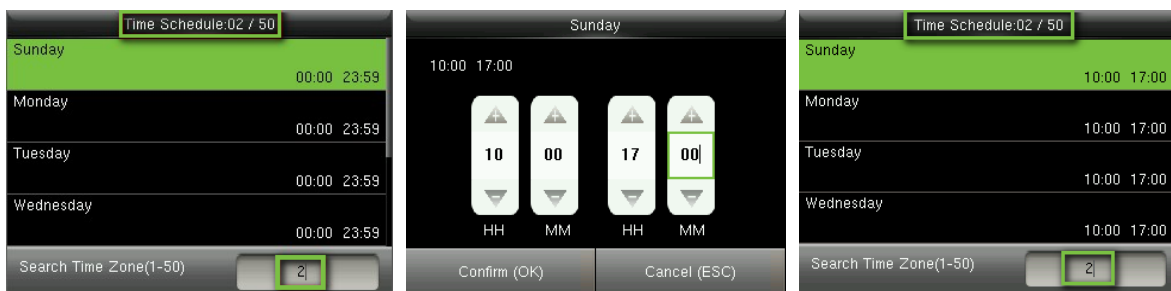 Time Schedule:02 / 50
Sunday
00:00 23:59
Monday
00:00 23:59
Tuesday
00:00 23:59
Wednesday
00:00 23:59
Search Time Zone(1-50)
2
Sunday
10:00 17:00
10 00 17 00
HH MM HH MM
Confirm (OK) Cancel (ESC)
Time Schedule:02 / 50
Sunday
10:00 17:00
Monday
10:00 17:00
Tuesday
10:00 17:00
Wednesday
10:00 17:00
Search Time Zone(1-50)
2